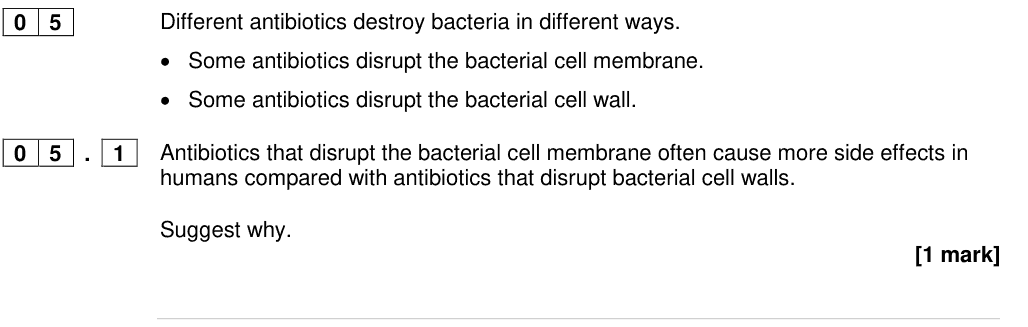 0 5 Different antibiotics destroy bacteria in different ways.
• Some antibiotics disrupt the bacterial cell membrane.
• Some antibiotics disrupt the bacterial cell wall.
0 5 . 1 Antibiotics that disrupt the bacterial cell membrane often cause more side effects in
humans compared with antibiotics that disrupt bacterial cell walls.
Suggest why.
[1 mark]